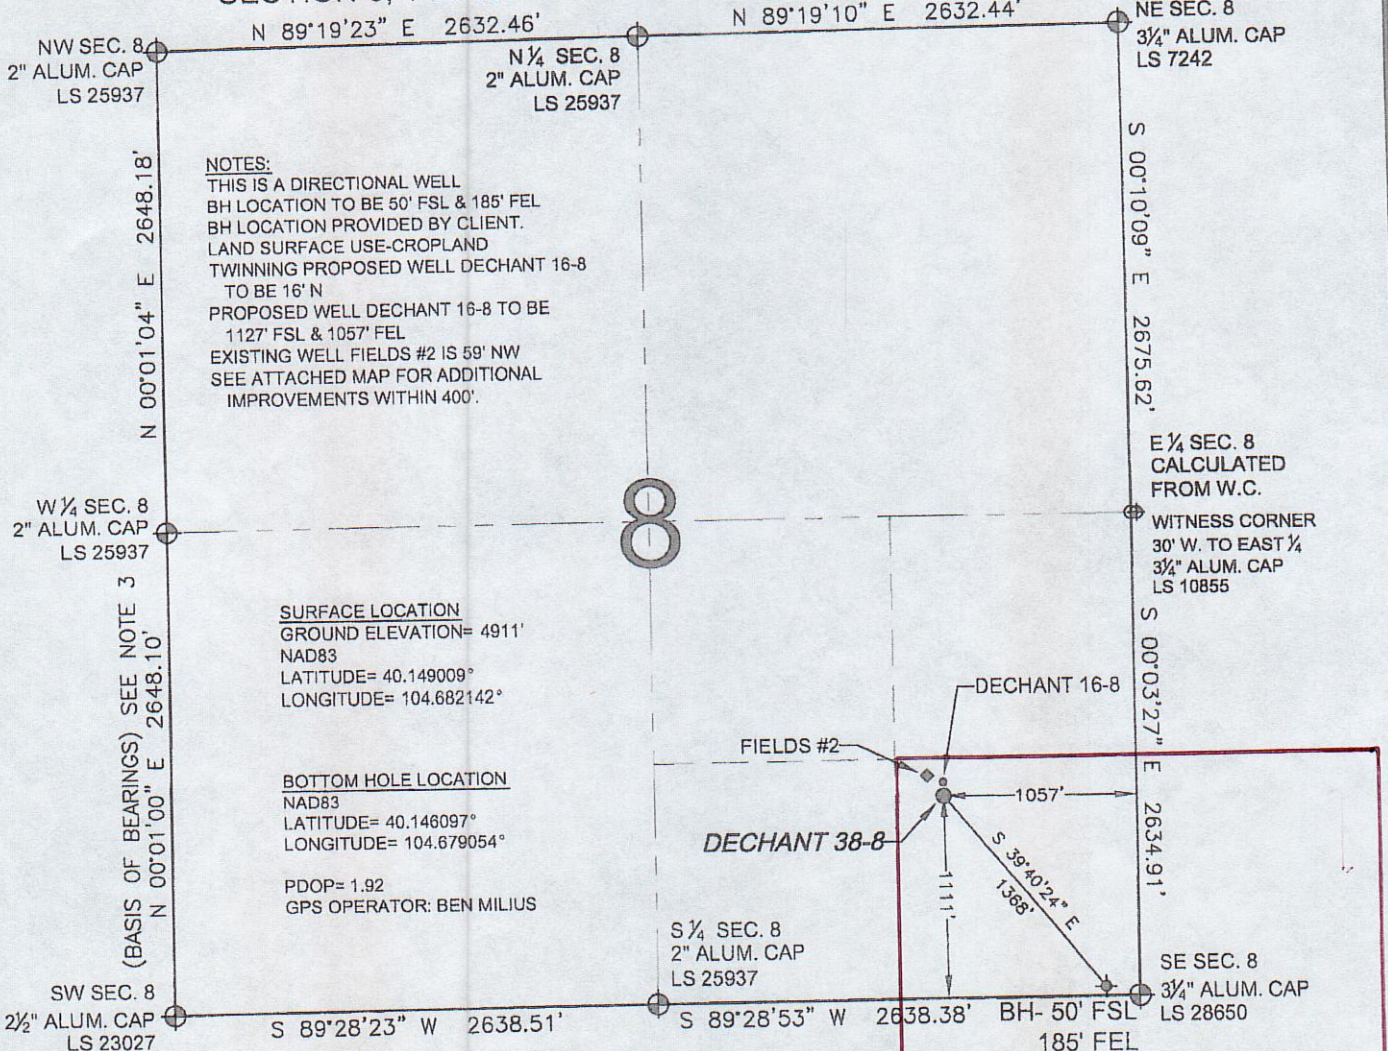 N 89°19'23" E 2632.46'
N 89°19'10" E 2632.44'
NW SEC. 8
2" ALUM. CAP
LS 25937
N ¼ SEC. 8
2" ALUM. CAP
LS 25937
NE SEC. 8
3¼" ALUM. CAP
LS 7242
N 00°01'04" E 2648.18'
S 00°10'09" E 2675.62'
NOTES:
THIS IS A DIRECTIONAL WELL
BH LOCATION TO BE 50' FSL & 185' FEL
BH LOCATION PROVIDED BY CLIENT.
LAND SURFACE USE-CROPLAND
TWINNING PROPOSED WELL DECHANT 16-8
TO BE 16' N
PROPOSED WELL DECHANT 16-8 TO BE
1127' FSL & 1057' FEL
EXISTING WELL FIELDS #2 IS 59' NW
SEE ATTACHED MAP FOR ADDITIONAL
IMPROVEMENTS WITHIN 400'.
W ¼ SEC. 8
2" ALUM. CAP
LS 25937
8
E ¼ SEC. 8
CALCULATED
FROM W.C.
WITNESS CORNER
30' W. TO EAST ¼
3¼" ALUM. CAP
LS 10855
(BASIS OF BEARINGS) SEE NOTE 3
N 00°01'00" E 2648.10'
S 00°03'27" E 2634.91'
SURFACE LOCATION
GROUND ELEVATION= 4911'
NAD83
LATITUDE= 40.149009°
LONGITUDE= 104.682142°
BOTTOM HOLE LOCATION
NAD83
LATITUDE= 40.146097°
LONGITUDE= 104.679054°
PDOP= 1.92
GPS OPERATOR: BEN MILIUS
DECHANT 16-8
FIELDS #2
1057'
DECHANT 38-8
1111'
S 39°40'24" E
1368'
S ¼ SEC. 8
2" ALUM. CAP
LS 25937
SW SEC. 8
2½" ALUM. CAP
LS 23027
S 89°28'23" W 2638.51'
S 89°28'53" W 2638.38'
BH- 50' FSL
185' FEL
SE SEC. 8
3¼" ALUM. CAP
LS 28650